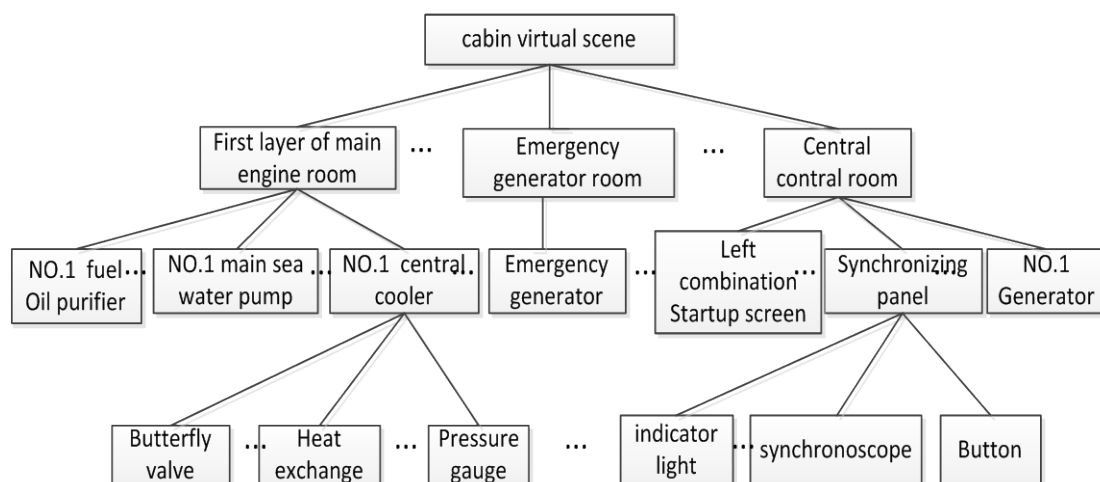 cabin virtual scene
First layer of main
engine room
...
Emergency
generator room
...
Central
contral room
NO.1 fuel
Oil purifier
...
NO.1 main sea
water pump
...
NO.1 central
cooler
...
Emergency
generator
...
Left
combination
Startup screen
...
Synchronizing
panel
...
NO.1
Generator
Butterfly
valve
...
Heat
exchange
...
Pressure
gauge
...
indicator
light
...
synchronoscope
Button